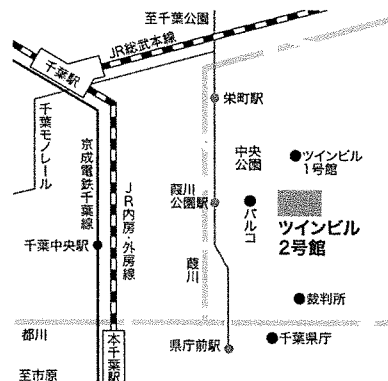 至千葉公園
JR総武本線
千葉駅
栄町駅
千葉モノレール
京成電鉄千葉線
JR内房・外房線
中央
公園
ツインビル
1号館
葭川
公園駅
パルコ
ツインビル
2号館
千葉中央駅
葭川
裁判所
都川
本千葉駅
県庁前駅
千葉県庁
至市原